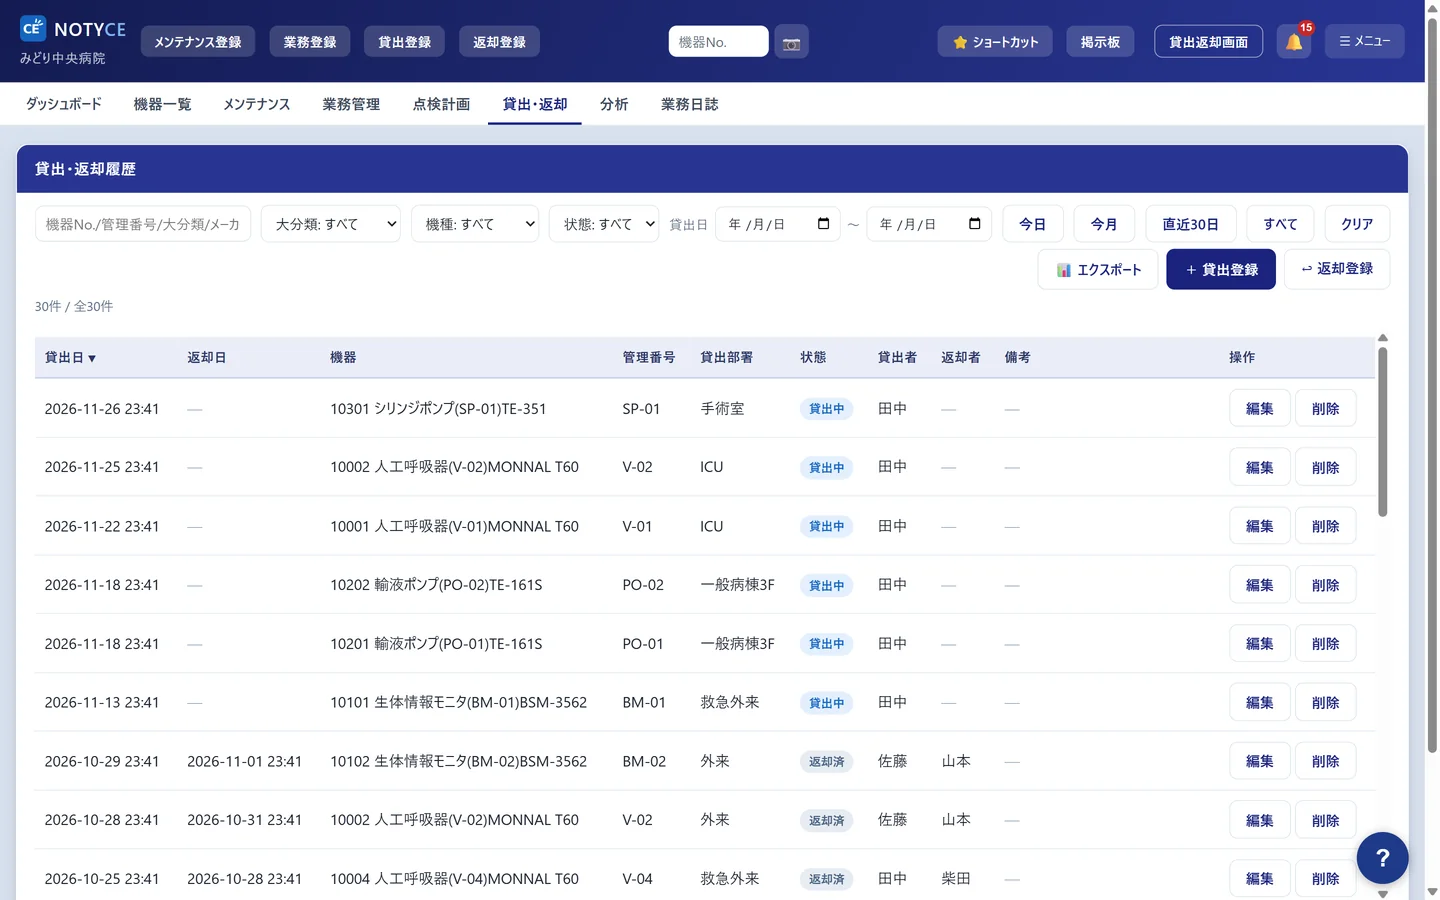 CE NOTYCE
みどり中央病院
メンテナンス登録 業務登録 貸出登録 返却登録
機器No.
⭐ ショートカット 掲示板 貸出返却画面 🔔 15 ☰ メニュー
ダッシュボード 機器一覧 メンテナンス 業務管理 点検計画 貸出・返却 分析 業務日誌
貸出・返却履歴
機器No./管理番号/大分類/メーカ 大分類: すべて 機種: すべて 状態: すべて 貸出日 年 /月/日 ～ 年 /月/日 今日 今月 直近30日 すべて クリア
📊 エクスポート ＋ 貸出登録 ↩ 返却登録
30件 / 全30件
貸出日 ▼ 返却日 機器 管理番号 貸出部署 状態 貸出者 返却者 備考 操作
2026-11-26 23:41 — 10301 シリンジポンプ(SP-01)TE-351 SP-01 手術室 貸出中 田中 — — 編集 削除
2026-11-25 23:41 — 10002 人工呼吸器(V-02)MONNAL T60 V-02 ICU 貸出中 田中 — — 編集 削除
2026-11-22 23:41 — 10001 人工呼吸器(V-01)MONNAL T60 V-01 ICU 貸出中 田中 — — 編集 削除
2026-11-18 23:41 — 10202 輸液ポンプ(PO-02)TE-161S PO-02 一般病棟3F 貸出中 田中 — — 編集 削除
2026-11-18 23:41 — 10201 輸液ポンプ(PO-01)TE-161S PO-01 一般病棟3F 貸出中 田中 — — 編集 削除
2026-11-13 23:41 — 10101 生体情報モニタ(BM-01)BSM-3562 BM-01 救急外来 貸出中 田中 — — 編集 削除
2026-10-29 23:41 2026-11-01 23:41 10102 生体情報モニタ(BM-02)BSM-3562 BM-02 外来 返却済 佐藤 山本 — 編集 削除
2026-10-28 23:41 2026-10-31 23:41 10002 人工呼吸器(V-02)MONNAL T60 V-02 外来 返却済 佐藤 山本 — 編集 削除
2026-10-25 23:41 2026-10-28 23:41 10004 人工呼吸器(V-04)MONNAL T60 V-04 救急外来 返却済 田中 柴田 — 編集 削除
?